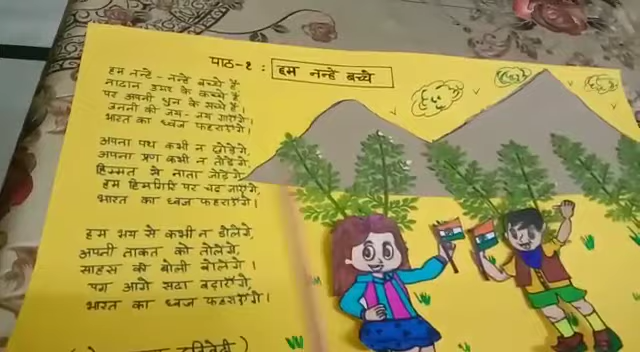 पाठ-१: हम नन्हे बच्चे
हम नन्हे - नन्हे बच्चे हैं,
नादान उमर के कच्चे हैं,
पर अपनी धुन के सच्चे हैं।
जननी की जय-जय गाएँगे,
भारत का ध्वज फहराएँगे।
अपना पथ कभी न छोड़ेंगे,
अपना प्रण कभी न तोड़ेंगे,
हिम्मत से नाता जोड़ेंगे,
हम हिमगिरि पर चढ़ जाएँगे,
भारत का ध्वज फहराएँगे।
हम भय से कभी न डोलेंगे,
अपनी ताकत को तोलेंगे,
साहस की बोली बोलेंगे।
पग आगे सदा बढ़ाएँगे,
भारत का ध्वज फहराएँगे।